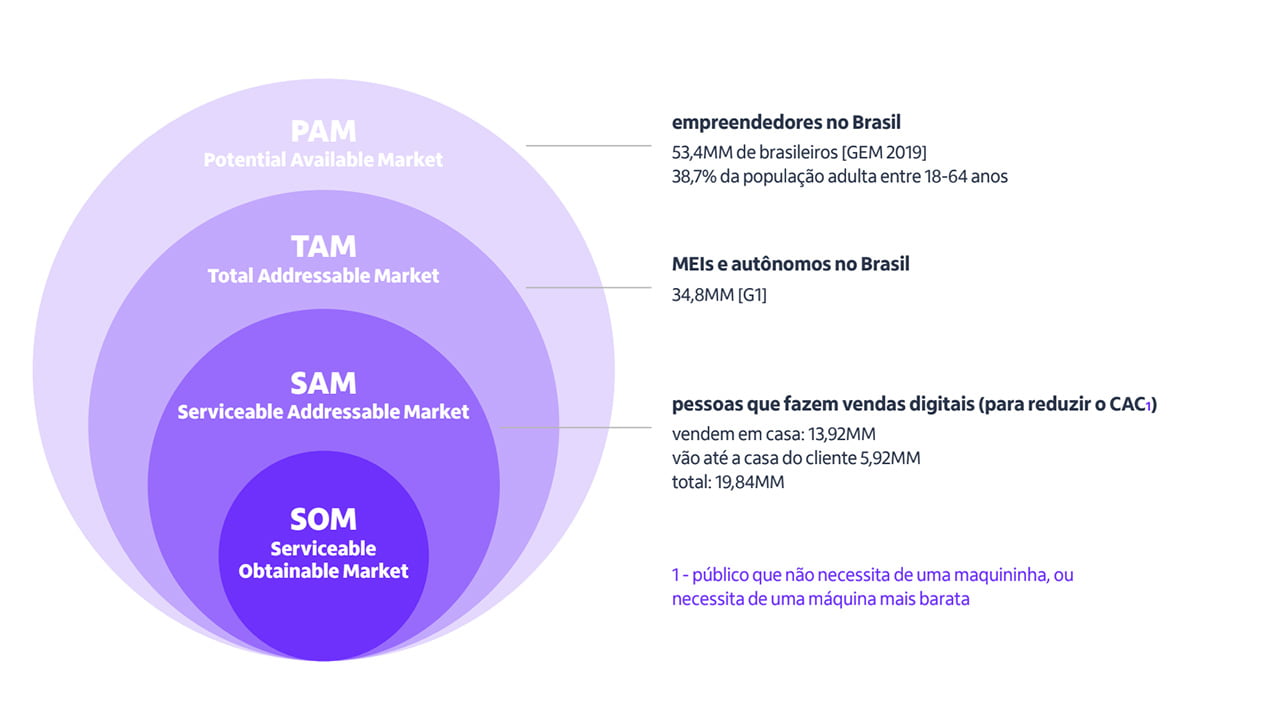 PAM
Potential Available Market
empreendedores no Brasil
53,4MM de brasileiros [GEM 2019]
38,7% da população adulta entre 18-64 anos
TAM
Total Addressable Market
MEIs e autônomos no Brasil
34,8MM [G1]
SAM
Serviceable Addressable Market
pessoas que fazem vendas digitais (para reduzir o CAC1)
vendem em casa: 13,92MM
vão até a casa do cliente 5,92MM
total: 19,84MM
SOM
Serviceable
Obtainable Market
1 - público que não necessita de uma maquininha, ou
necessita de uma máquina mais barata